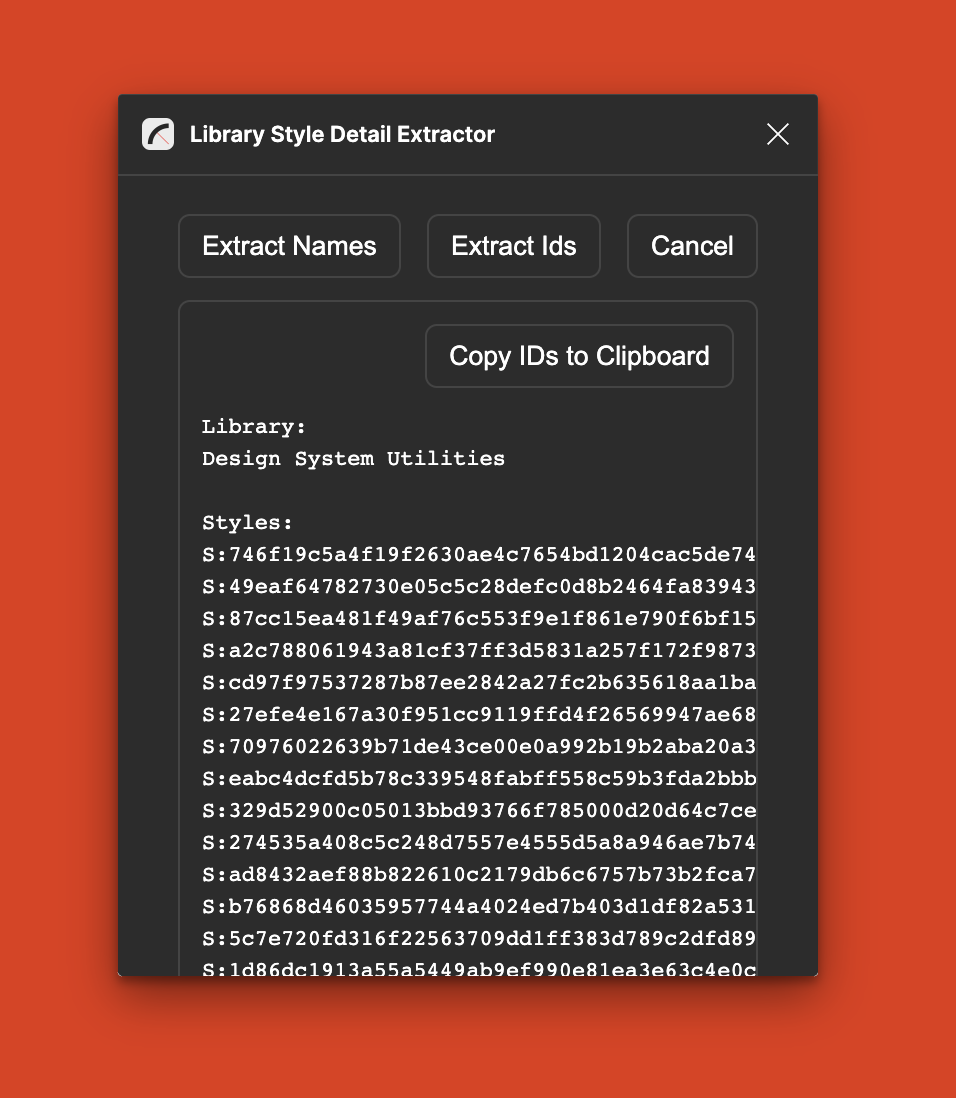 Library Style Detail Extractor
Extract Names
Extract Ids
Cancel
Copy IDs to Clipboard
Library:
Design System Utilities
Styles:
S:746f19c5a4f19f2630ae4c7654bd1204cac5de74
S:49eaf64782730e05c5c28defc0d8b2464fa83943
S:87cc15ea481f49af76c553f9e1f861e790f6bf15
S:a2c788061943a81cf37ff3d5831a257f172f9873
S:cd97f97537287b87ee2842a27fc2b635618aa1ba
S:27efe4e167a30f951cc9119ffd4f26569947ae68
S:70976022639b71de43ce00e0a992b19b2aba20a3
S:eabc4dcfd5b78c339548fabff558c59b3fda2bbb
S:329d52900c05013bbd93766f785000d20d64c7ce
S:274535a408c5c248d7557e4555d5a8a946ae7b74
S:ad8432aef88b822610c2179db6c6757b73b2fca7
S:b76868d46035957744a4024ed7b403d1df82a531
S:5c7e720fd316f22563709dd1ff383d789c2dfd89
S:1d86dc1913a55a5449ab9ef990e81ea3e63c4e0c